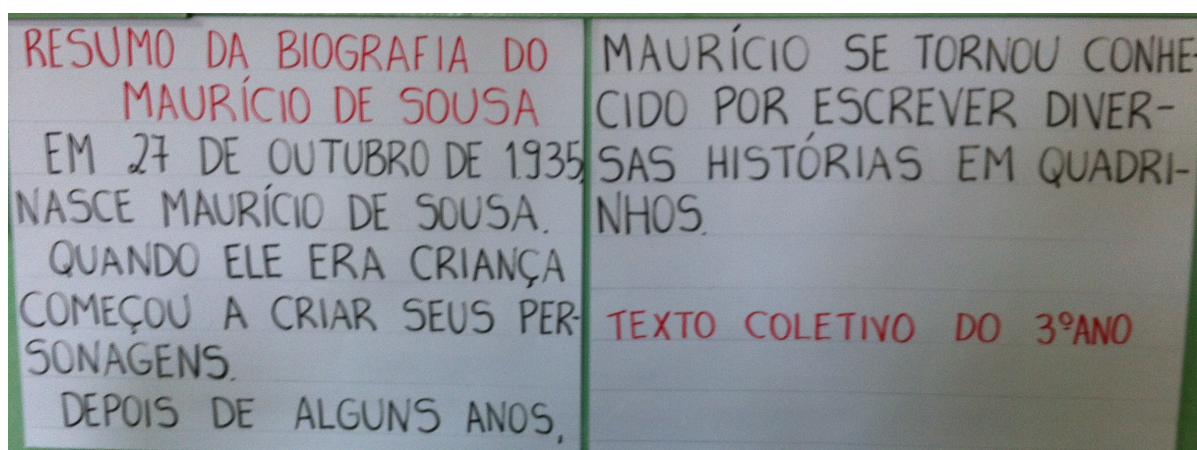 RESUMO DA BIOGRAFIA DO
MAURÍCIO DE SOUSA
EM 27 DE OUTUBRO DE 1935,
NASCE MAURÍCIO DE SOUSA.
QUANDO ELE ERA CRIANÇA
COMEÇOU A CRIAR SEUS PER-
SONAGENS.
DEPOIS DE ALGUNS ANOS,
MAURÍCIO SE TORNOU CONHE-
CIDO POR ESCREVER DIVER-
SAS HISTÓRIAS EM QUADRI-
NHOS.
TEXTO COLETIVO DO 3º ANO